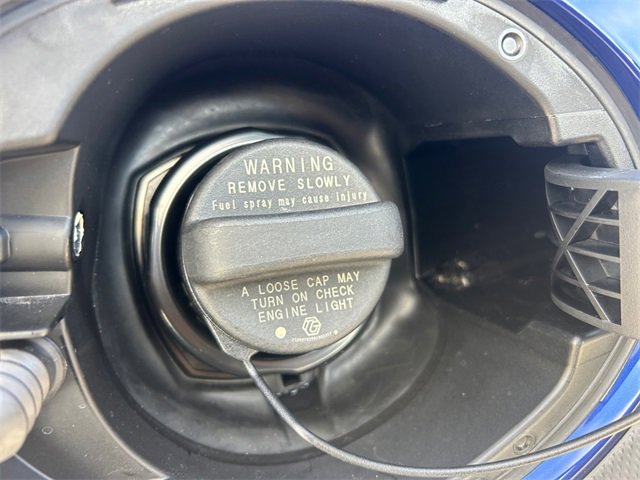 WARNING
REMOVE SLOWLY
Fuel spray may cause injury
A LOOSE CAP MAY
TURN ON CHECK
ENGINE LIGHT